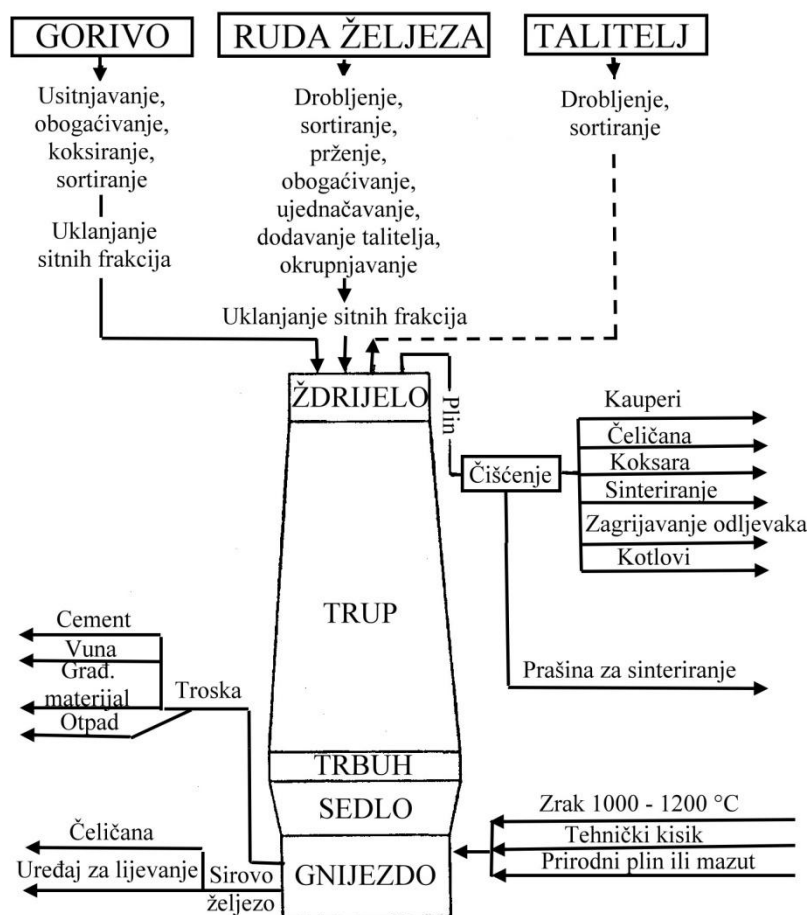 GORIVO
RUDA ŽELJEZA
TALITELJ
Usitnjavanje,
obogaćivanje,
koksiranje,
sortiranje
Uklanjanje
sitnih frakcija
Drobljenje,
sortiranje,
prženje,
obogaćivanje,
ujednačavanje,
dodavanje talitelja,
okrupnjavanje
Uklanjanje sitnih frakcija
Drobljenje,
sortiranje
ŽDRIJELO
Plin
Čišćenje
Kauperi
Čeličana
Koksara
Sinteriranje
Zagrijavanje odljevaka
Kotlovi
Prašina za sinteriranje
TRUP
Cement
Vuna
Građ.
materijal
Otpad
Troska
TRBUH
SEDLO
GNIJEZDO
Zrak 1000 - 1200 °C
Tehnički kisik
Prirodni plin ili mazut
Čeličana
Uređaj za lijevanje
Sirovo
željezo